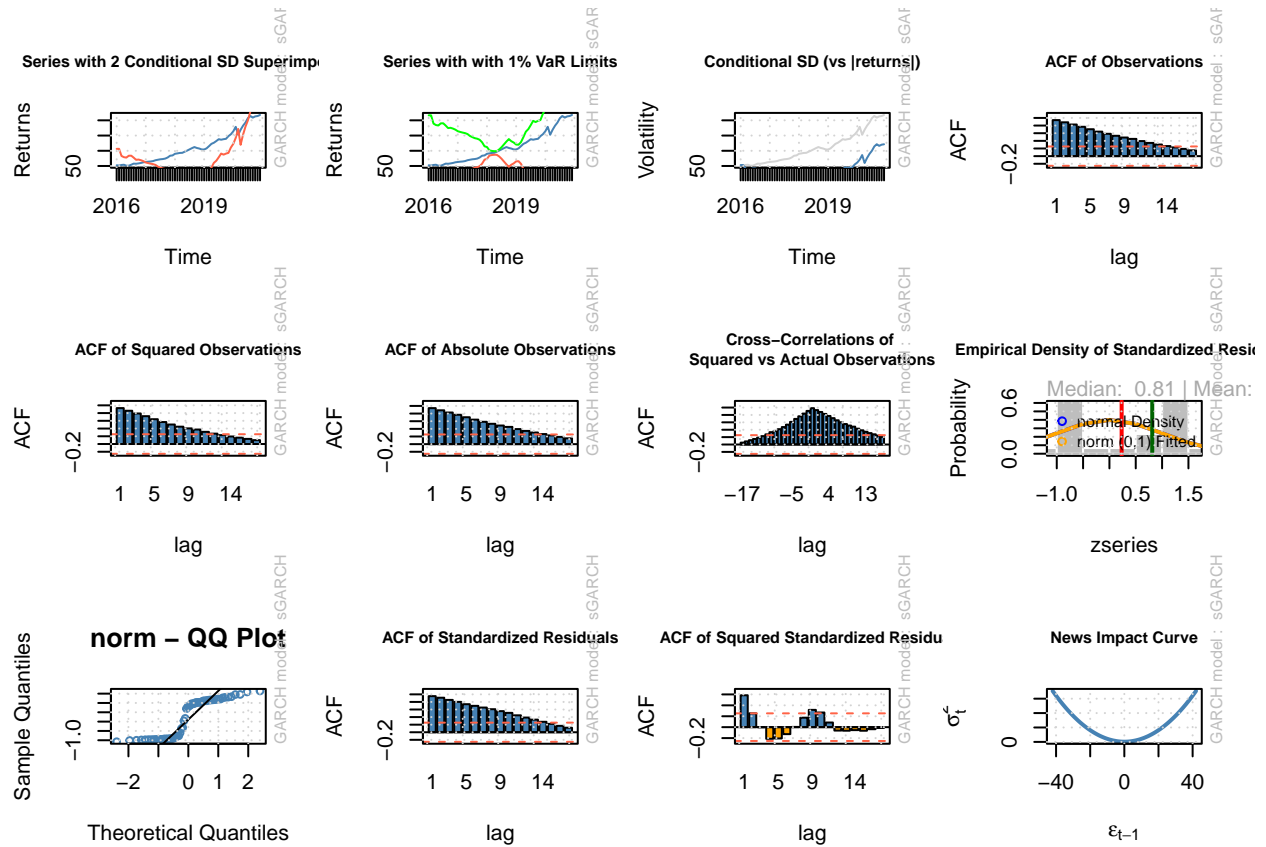 Series with 2 Conditional SD Superimp
Returns
50
2016 2019
Time
GARCH model : sGAR
Series with with 1% VaR Limits
Returns
50
2016 2019
Time
GARCH model : sGAR
Conditional SD (vs |returns|)
Volatility
50
2016 2019
Time
GARCH model : sGAR
ACF of Observations
ACF
−0.2
1 5 9 14
lag
GARCH model : sGAR
ACF of Squared Observations
ACF
−0.2
1 5 9 14
lag
GARCH model : sGARCH
ACF of Absolute Observations
ACF
−0.2
1 5 9 14
lag
GARCH model : sGARCH
Cross−Correlations of
Squared vs Actual Observations
ACF
−0.2
−17 −5 4 13
lag
GARCH model : sGARCH
Empirical Density of Standardized Resid
Median: 0.81 | Mean:
Probability
0.6
0.0
normal Density
norm (0,1) Fitted
−1.0 0.5 1.5
zseries
GARCH model : sGARCH
norm − QQ Plot
Sample Quantiles
−1.0
−2 0 1 2
Theoretical Quantiles
GARCH model : sGARCH
ACF of Standardized Residuals
ACF
−0.2
1 5 9 14
lag
GARCH model : sGARCH
ACF of Squared Standardized Residu
ACF
−0.2
1 5 9 14
lag
GARCH model : sGARCH
News Impact Curve
σt²
0
−40 0 40
εt−1
GARCH model : sGARCH